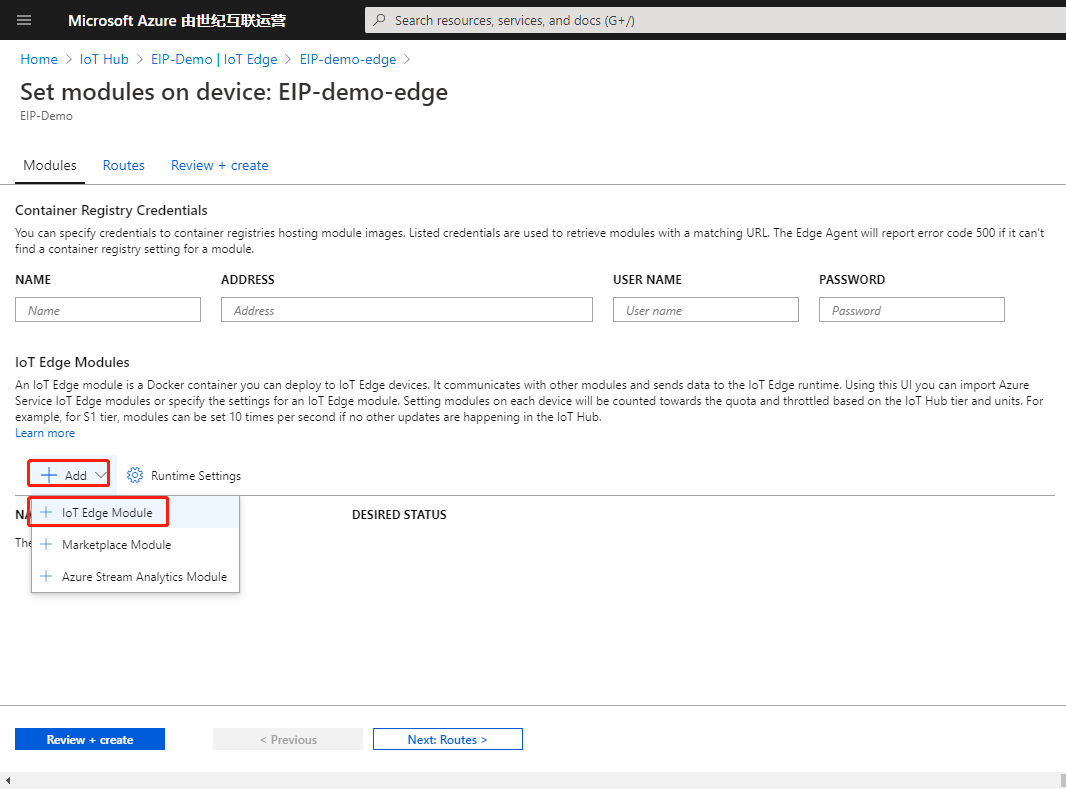 Microsoft Azure 由世纪互联运营
Search resources, services, and docs (G+/)
Home > IoT Hub > EIP-Demo | IoT Edge > EIP-demo-edge >
Set modules on device: EIP-demo-edge
EIP-Demo
Modules Routes Review + create
Container Registry Credentials
You can specify credentials to container registries hosting module images. Listed credentials are used to retrieve modules with a matching URL. The Edge Agent will report error code 500 if it can't
find a container registry setting for a module.
NAME ADDRESS USER NAME PASSWORD
Name Address User name Password
IoT Edge Modules
An IoT Edge module is a Docker container you can deploy to IoT Edge devices. It communicates with other modules and sends data to the IoT Edge runtime. Using this UI you can import Azure
Service IoT Edge modules or specify the settings for an IoT Edge module. Setting modules on each device will be counted towards the quota and throttled based on the IoT Hub tier and units. For
example, for S1 tier, modules can be set 10 times per second if no other updates are happening in the IoT Hub.
Learn more
Add Runtime Settings
DESIRED STATUS
IoT Edge Module
Marketplace Module
Azure Stream Analytics Module
Review + create < Previous Next: Routes >